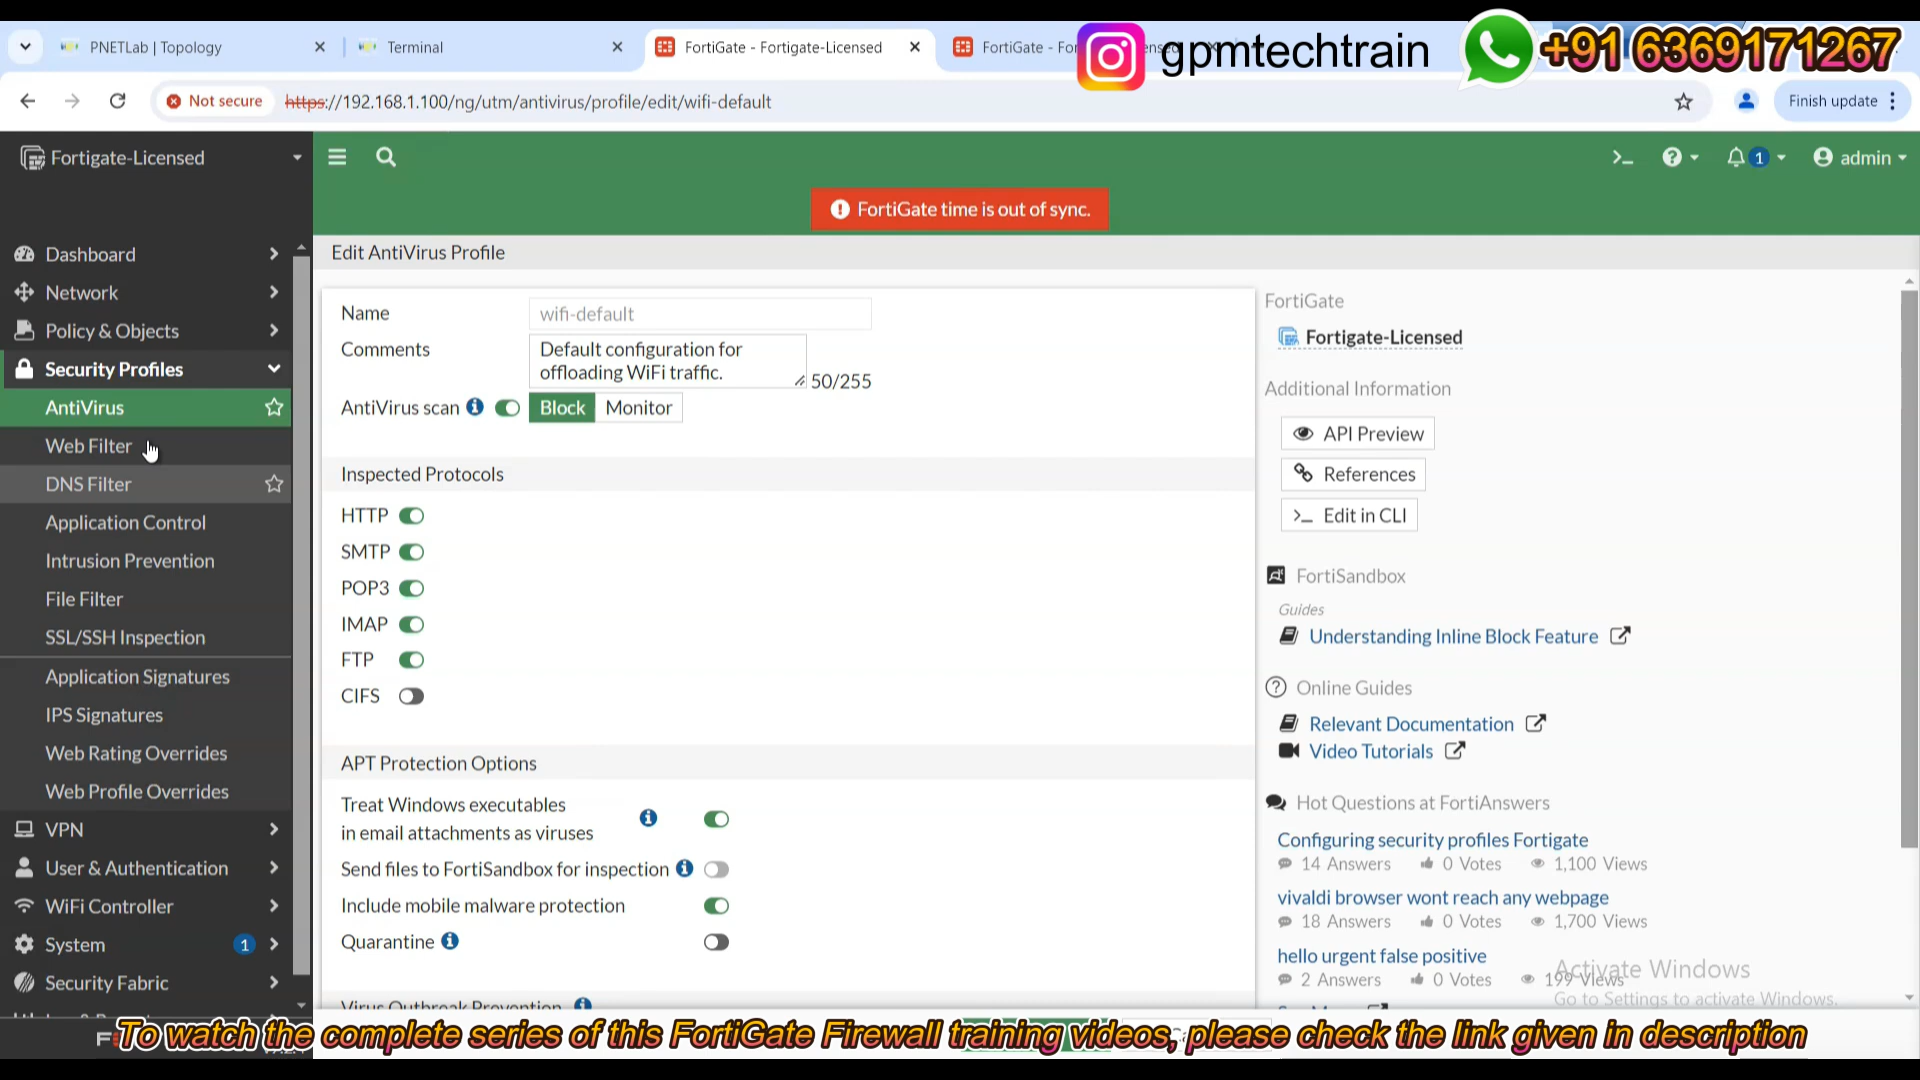 PNETLab | Topology
Terminal
FortiGate - Fortigate-Licensed
FortiGate - For
gpmtechtrain
+91 6369171267
Not secure
https://192.168.1.100/ng/utm/antivirus/profile/edit/wifi-default
Finish update
Fortigate-Licensed
1
admin
FortiGate time is out of sync.
Dashboard
Network
Policy & Objects
Security Profiles
AntiVirus
Web Filter
DNS Filter
Application Control
Intrusion Prevention
File Filter
SSL/SSH Inspection
Application Signatures
IPS Signatures
Web Rating Overrides
Web Profile Overrides
VPN
User & Authentication
WiFi Controller
System 1
Security Fabric
Edit AntiVirus Profile
Name wifi-default
Comments Default configuration for
offloading WiFi traffic. 50/255
AntiVirus scan Block Monitor
Inspected Protocols
HTTP
SMTP
POP3
IMAP
FTP
CIFS
APT Protection Options
Treat Windows executables
in email attachments as viruses
Send files to FortiSandbox for inspection
Include mobile malware protection
Quarantine
Virus Outbreak Prevention
FortiGate
Fortigate-Licensed
Additional Information
API Preview
References
>_ Edit in CLI
FortiSandbox
Guides
Understanding Inline Block Feature
Online Guides
Relevant Documentation
Video Tutorials
Hot Questions at FortiAnswers
Configuring security profiles Fortigate
14 Answers 0 Votes 1,100 Views
vivaldi browser wont reach any webpage
18 Answers 0 Votes 1,700 Views
hello urgent false positive
2 Answers 0 Votes 199 Views
Activate Windows
Go to Settings to activate Windows.
To watch the complete series of this FortiGate Firewall training videos, please check the link given in description